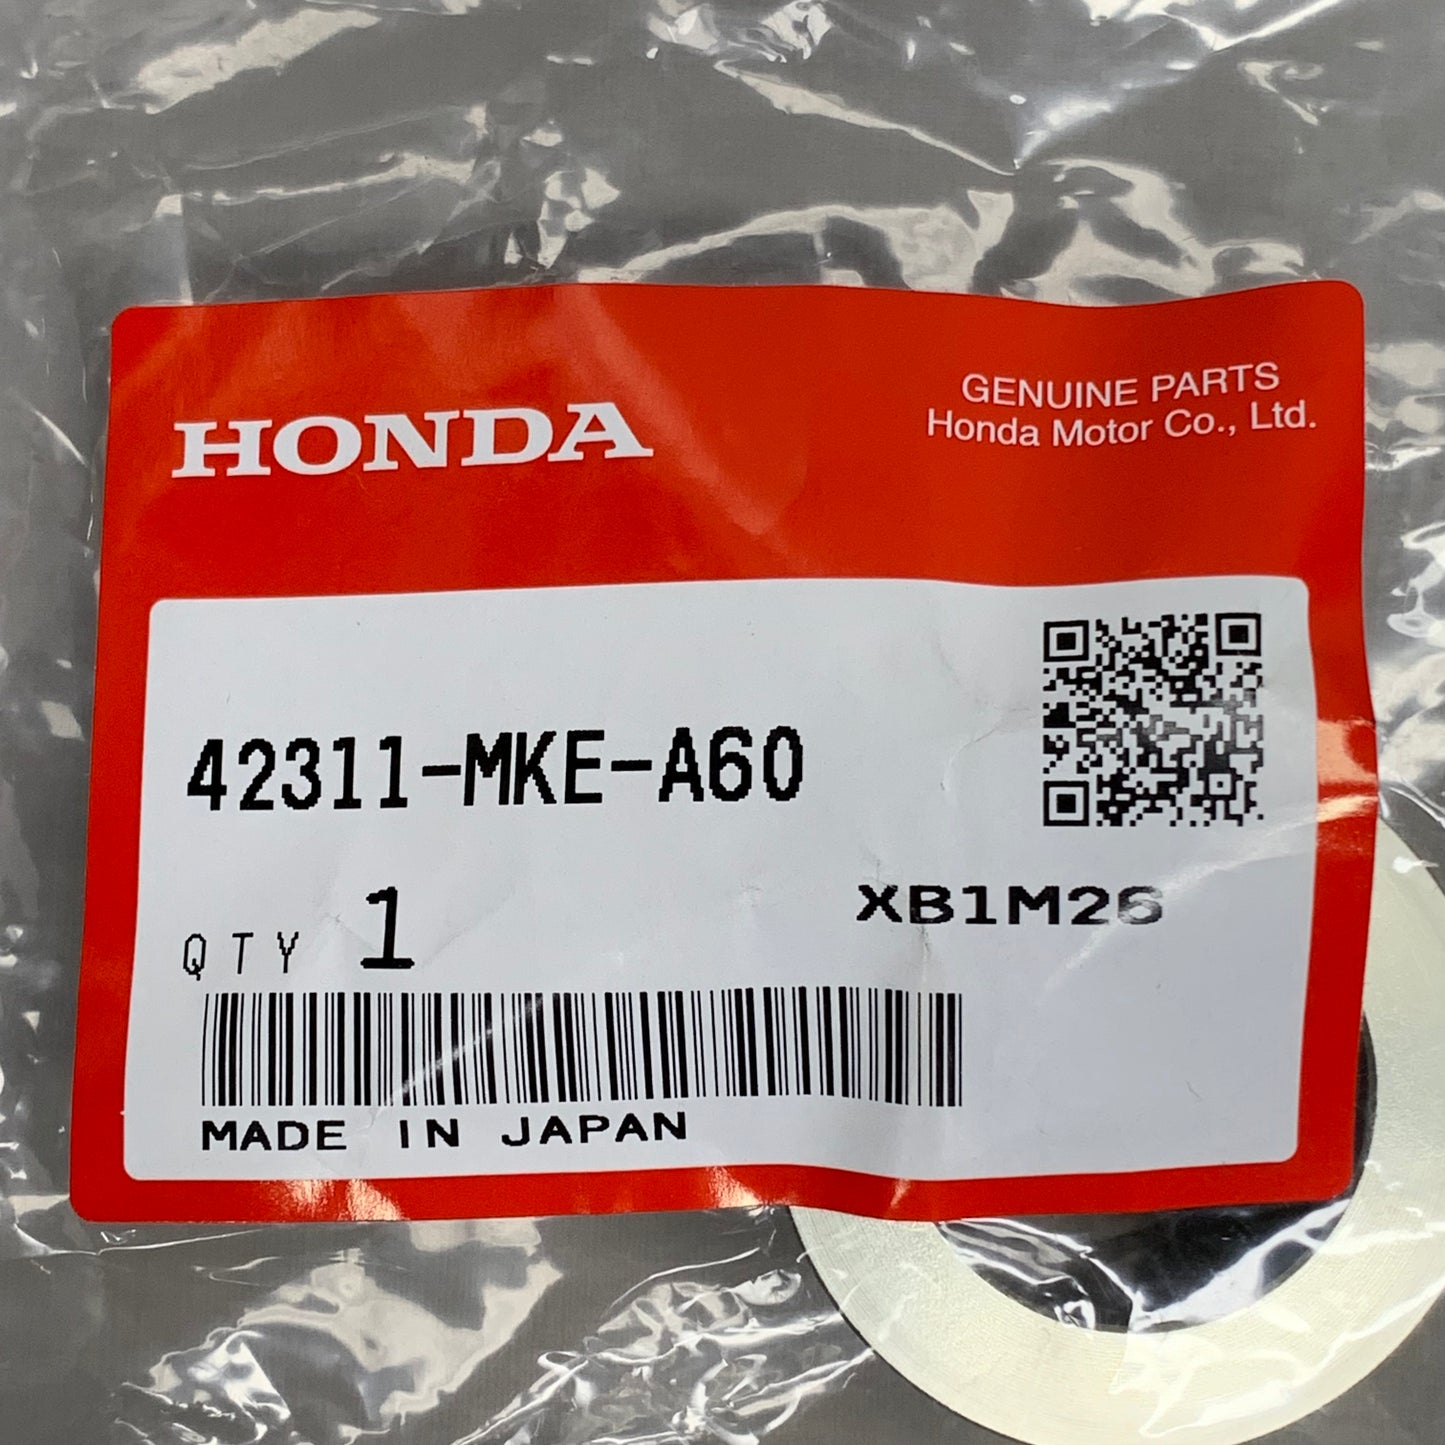 HONDA
GENUINE PARTS
Honda Motor Co., Ltd.
42311-MKE-A60
QTY 1
XB1M26
MADE IN JAPAN